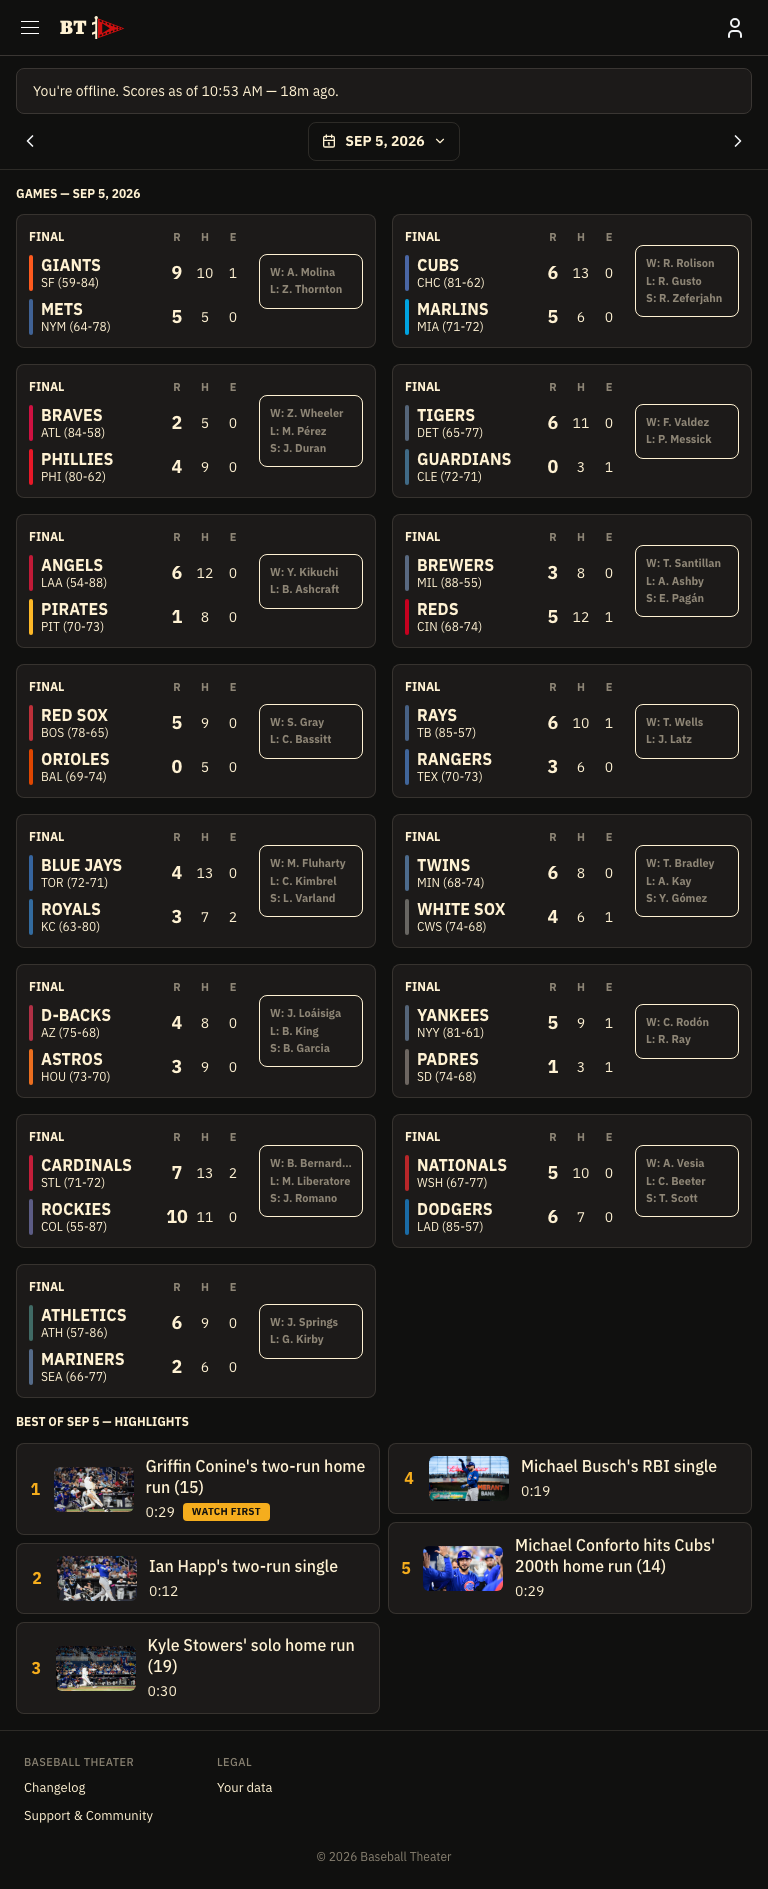 BT
You're offline. Scores as of 10:53 AM — 18m ago.
SEP 5, 2026
GAMES — SEP 5, 2026
FINAL R H E
GIANTS 9 10 1
SF (59-84)
METS 5 5 0
NYM (64-78)
W: A. Molina
L: Z. Thornton
FINAL R H E
CUBS 6 13 0
CHC (81-62)
MARLINS 5 6 0
MIA (71-72)
W: R. Rolison
L: R. Gusto
S: R. Zeferjahn
FINAL R H E
BRAVES 2 5 0
ATL (84-58)
PHILLIES 4 9 0
PHI (80-62)
W: Z. Wheeler
L: M. Pérez
S: J. Duran
FINAL R H E
TIGERS 6 11 0
DET (65-77)
GUARDIANS 0 3 1
CLE (72-71)
W: F. Valdez
L: P. Messick
FINAL R H E
ANGELS 6 12 0
LAA (54-88)
PIRATES 1 8 0
PIT (70-73)
W: Y. Kikuchi
L: B. Ashcraft
FINAL R H E
BREWERS 3 8 0
MIL (88-55)
REDS 5 12 1
CIN (68-74)
W: T. Santillan
L: A. Ashby
S: E. Pagán
FINAL R H E
RED SOX 5 9 0
BOS (78-65)
ORIOLES 0 5 0
BAL (69-74)
W: S. Gray
L: C. Bassitt
FINAL R H E
RAYS 6 10 1
TB (85-57)
RANGERS 3 6 0
TEX (70-73)
W: T. Wells
L: J. Latz
FINAL R H E
BLUE JAYS 4 13 0
TOR (72-71)
ROYALS 3 7 2
KC (63-80)
W: M. Fluharty
L: C. Kimbrel
S: L. Varland
FINAL R H E
TWINS 6 8 0
MIN (68-74)
WHITE SOX 4 6 1
CWS (74-68)
W: T. Bradley
L: A. Kay
S: Y. Gómez
FINAL R H E
D-BACKS 4 8 0
AZ (75-68)
ASTROS 3 9 0
HOU (73-70)
W: J. Loáisiga
L: B. King
S: B. Garcia
FINAL R H E
YANKEES 5 9 1
NYY (81-61)
PADRES 1 3 1
SD (74-68)
W: C. Rodón
L: R. Ray
FINAL R H E
CARDINALS 7 13 2
STL (71-72)
ROCKIES 10 11 0
COL (55-87)
W: B. Bernard...
L: M. Liberatore
S: J. Romano
FINAL R H E
NATIONALS 5 10 0
WSH (67-77)
DODGERS 6 7 0
LAD (85-57)
W: A. Vesia
L: C. Beeter
S: T. Scott
FINAL R H E
ATHLETICS 6 9 0
ATH (57-86)
MARINERS 2 6 0
SEA (66-77)
W: J. Springs
L: G. Kirby
BEST OF SEP 5 — HIGHLIGHTS
1
Griffin Conine's two-run home
run (15)
0:29 WATCH FIRST
2
Ian Happ's two-run single
0:12
3
Kyle Stowers' solo home run
(19)
0:30
4
Michael Busch's RBI single
0:19
5
Michael Conforto hits Cubs'
200th home run (14)
0:29
BASEBALL THEATER
Changelog
Support & Community
LEGAL
Your data
© 2026 Baseball Theater